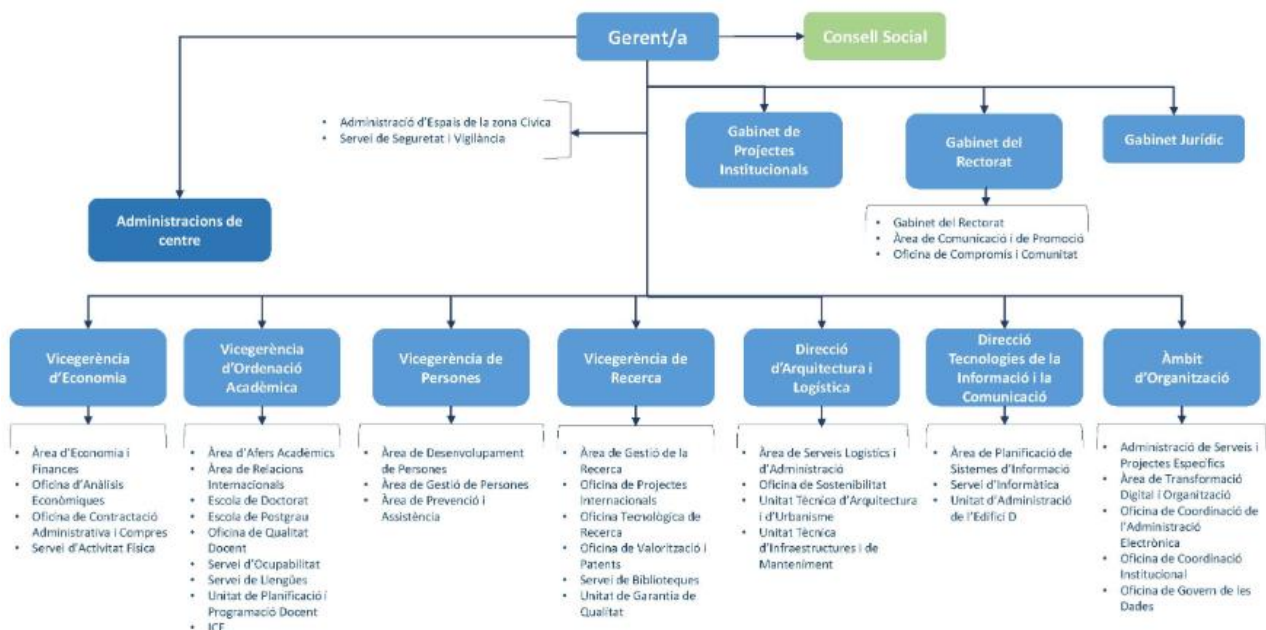 Gerent/a
Consell Social
• Administració d'Espais de la zona Cívica
• Servei de Seguretat i Vigilància
Gabinet de
Projectes
Institucionals
Gabinet del
Rectorat
Gabinet Jurídic
Administracions de
centre
• Gabinet del Rectorat
• Àrea de Comunicació i de Promoció
• Oficina de Compromís i Comunitat
Vicegerència
d'Economia
Vicegerència
d'Ordenació
Acadèmica
Vicegerència de
Persones
Vicegerència de
Recerca
Direcció
d'Arquitectura i
Logística
Direcció
Tecnologies de la
Informació i la
Comunicació
Àmbit
d'Organització
• Àrea d'Economia i
Finances
• Oficina d'Anàlisis
Econòmiques
• Oficina de Contractació
Administrativa i Compres
• Servei d'Activitat Física
• Àrea d'Afers Acadèmics
• Àrea de Relacions
Internacionals
• Escola de Doctorat
• Escola de Postgrau
• Oficina de Qualitat
Docent
• Servei d'Ocupabilitat
• Servei de Llengües
• Unitat de Planificació i
Programació Docent
• ICE
• Àrea de Desenvolupament
de Persones
• Àrea de Gestió de Persones
• Àrea de Prevenció i
Assistència
• Àrea de Gestió de la
Recerca
• Oficina de Projectes
Internacionals
• Oficina Tecnològica de
Recerca
• Oficina de Valorització i
Patents
• Servei de Biblioteques
• Unitat de Garantia de
Qualitat
• Àrea de Serveis Logístics i
d'Administració
• Oficina de Sostenibilitat
• Unitat Tècnica d'Arquitectura
i d'Urbanisme
• Unitat Tècnica
d'Infraestructures i de
Manteniment
• Àrea de Planificació de
Sistemes d'Informació
• Servei d'Informàtica
• Unitat d'Administració
de l'Edifici D
• Administració de Serveis i
Projectes Específics
• Àrea de Transformació
Digital i Organització
• Oficina de Coordinació de
l'Administració
Electrònica
• Oficina de Coordinació
Institucional
• Oficina de Govern de les
Dades